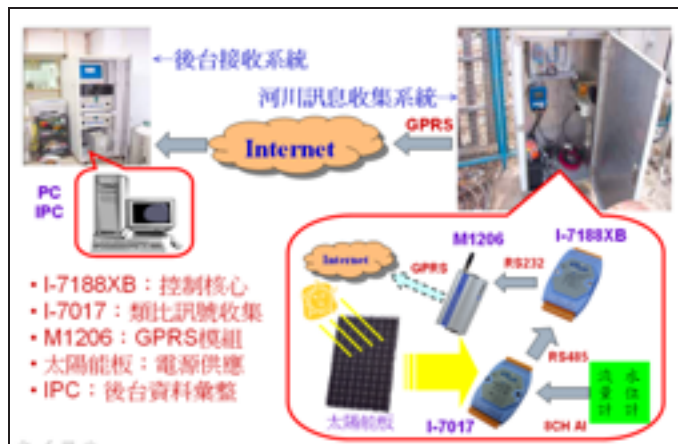 ←後台接收系統
河川訊息收集系統→
GPRS
Internet
PC
IPC
M1206
I-7188XB
Internet
GPRS
RS232
• I-7188XB：控制核心
• I-7017：類比訊號收集
• M1206：GPRS模組
• 太陽能板：電源供應
• IPC：後台資料彙整
RS485
流量計
水位計
太陽能板
I-7017
8CH AI